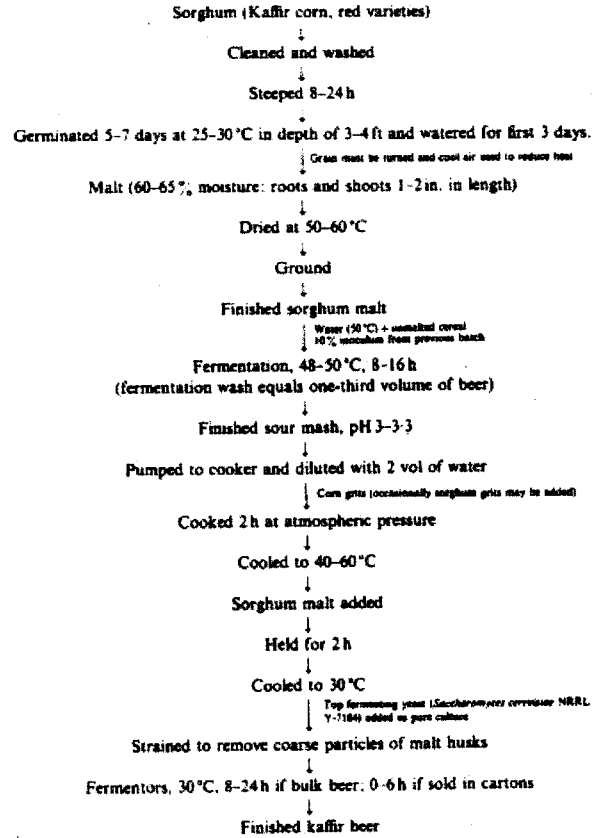 Sorghum (Kaffir corn, red varieties)
Cleaned and washed
Steeped 8–24 h
Germinated 5–7 days at 25–30 °C in depth of 3–4 ft and watered for first 3 days.
Grain must be turned and cool air used to reduce heat
Malt (60–65% moisture: roots and shoots 1–2 in. in length)
Dried at 50–60 °C
Ground
Finished sorghum malt
Water (50 °C) + unmalted cereal
10% inoculum from previous batch
Fermentation, 48–50 °C, 8–16 h
(fermentation wash equals one-third volume of beer)
Finished sour mash, pH 3–3·3
Pumped to cooker and diluted with 2 vol of water
Corn grits (occasionally sorghum grits may be added)
Cooked 2 h at atmospheric pressure
Cooled to 40–60 °C
Sorghum malt added
Held for 2 h
Cooled to 30 °C
Top fermenting yeast (Saccharomyces cerevisiae NRRL
Y-7184) added as pure culture
Strained to remove coarse particles of malt husks
Fermentors, 30 °C, 8–24 h if bulk beer; 0–6 h if sold in cartons
Finished kaffir beer